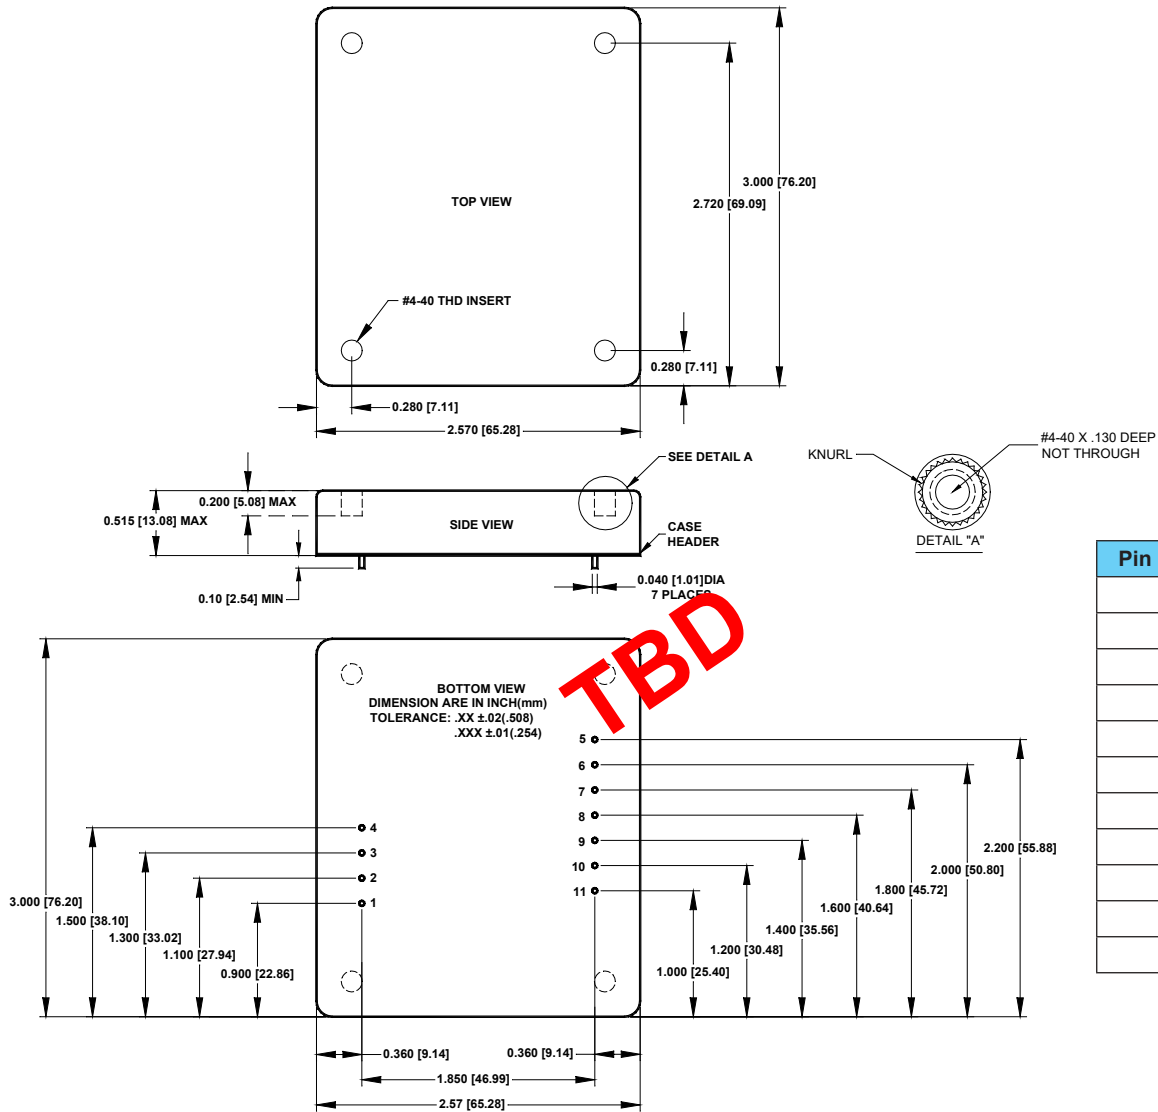 3.000 [76.20]
2.720 [69.09]
TOP VIEW
#4-40 THD INSERT
0.280 [7.11]
0.280 [7.11]
2.570 [65.28]
#4-40 X .130 DEEP
NOT THROUGH
KNURL
SEE DETAIL A
0.200 [5.08] MAX
0.515 [13.08] MAX
SIDE VIEW
CASE
HEADER
DETAIL "A"
Pin
0.040 [1.01]DIA
7 PLACES
0.10 [2.54] MIN
TBD
BOTTOM VIEW
DIMENSION ARE IN INCH(mm)
TOLERANCE: .XX ±.02(.508)
.XXX ±.01(.254)
5
6
7
8
9
10
11
4
3
2
1
2.200 [55.88]
2.000 [50.80]
1.800 [45.72]
1.600 [40.64]
1.400 [35.56]
1.200 [30.48]
1.000 [25.40]
3.000 [76.20]
1.500 [38.10]
1.300 [33.02]
1.100 [27.94]
0.900 [22.86]
0.360 [9.14]
0.360 [9.14]
1.850 [46.99]
2.57 [65.28]